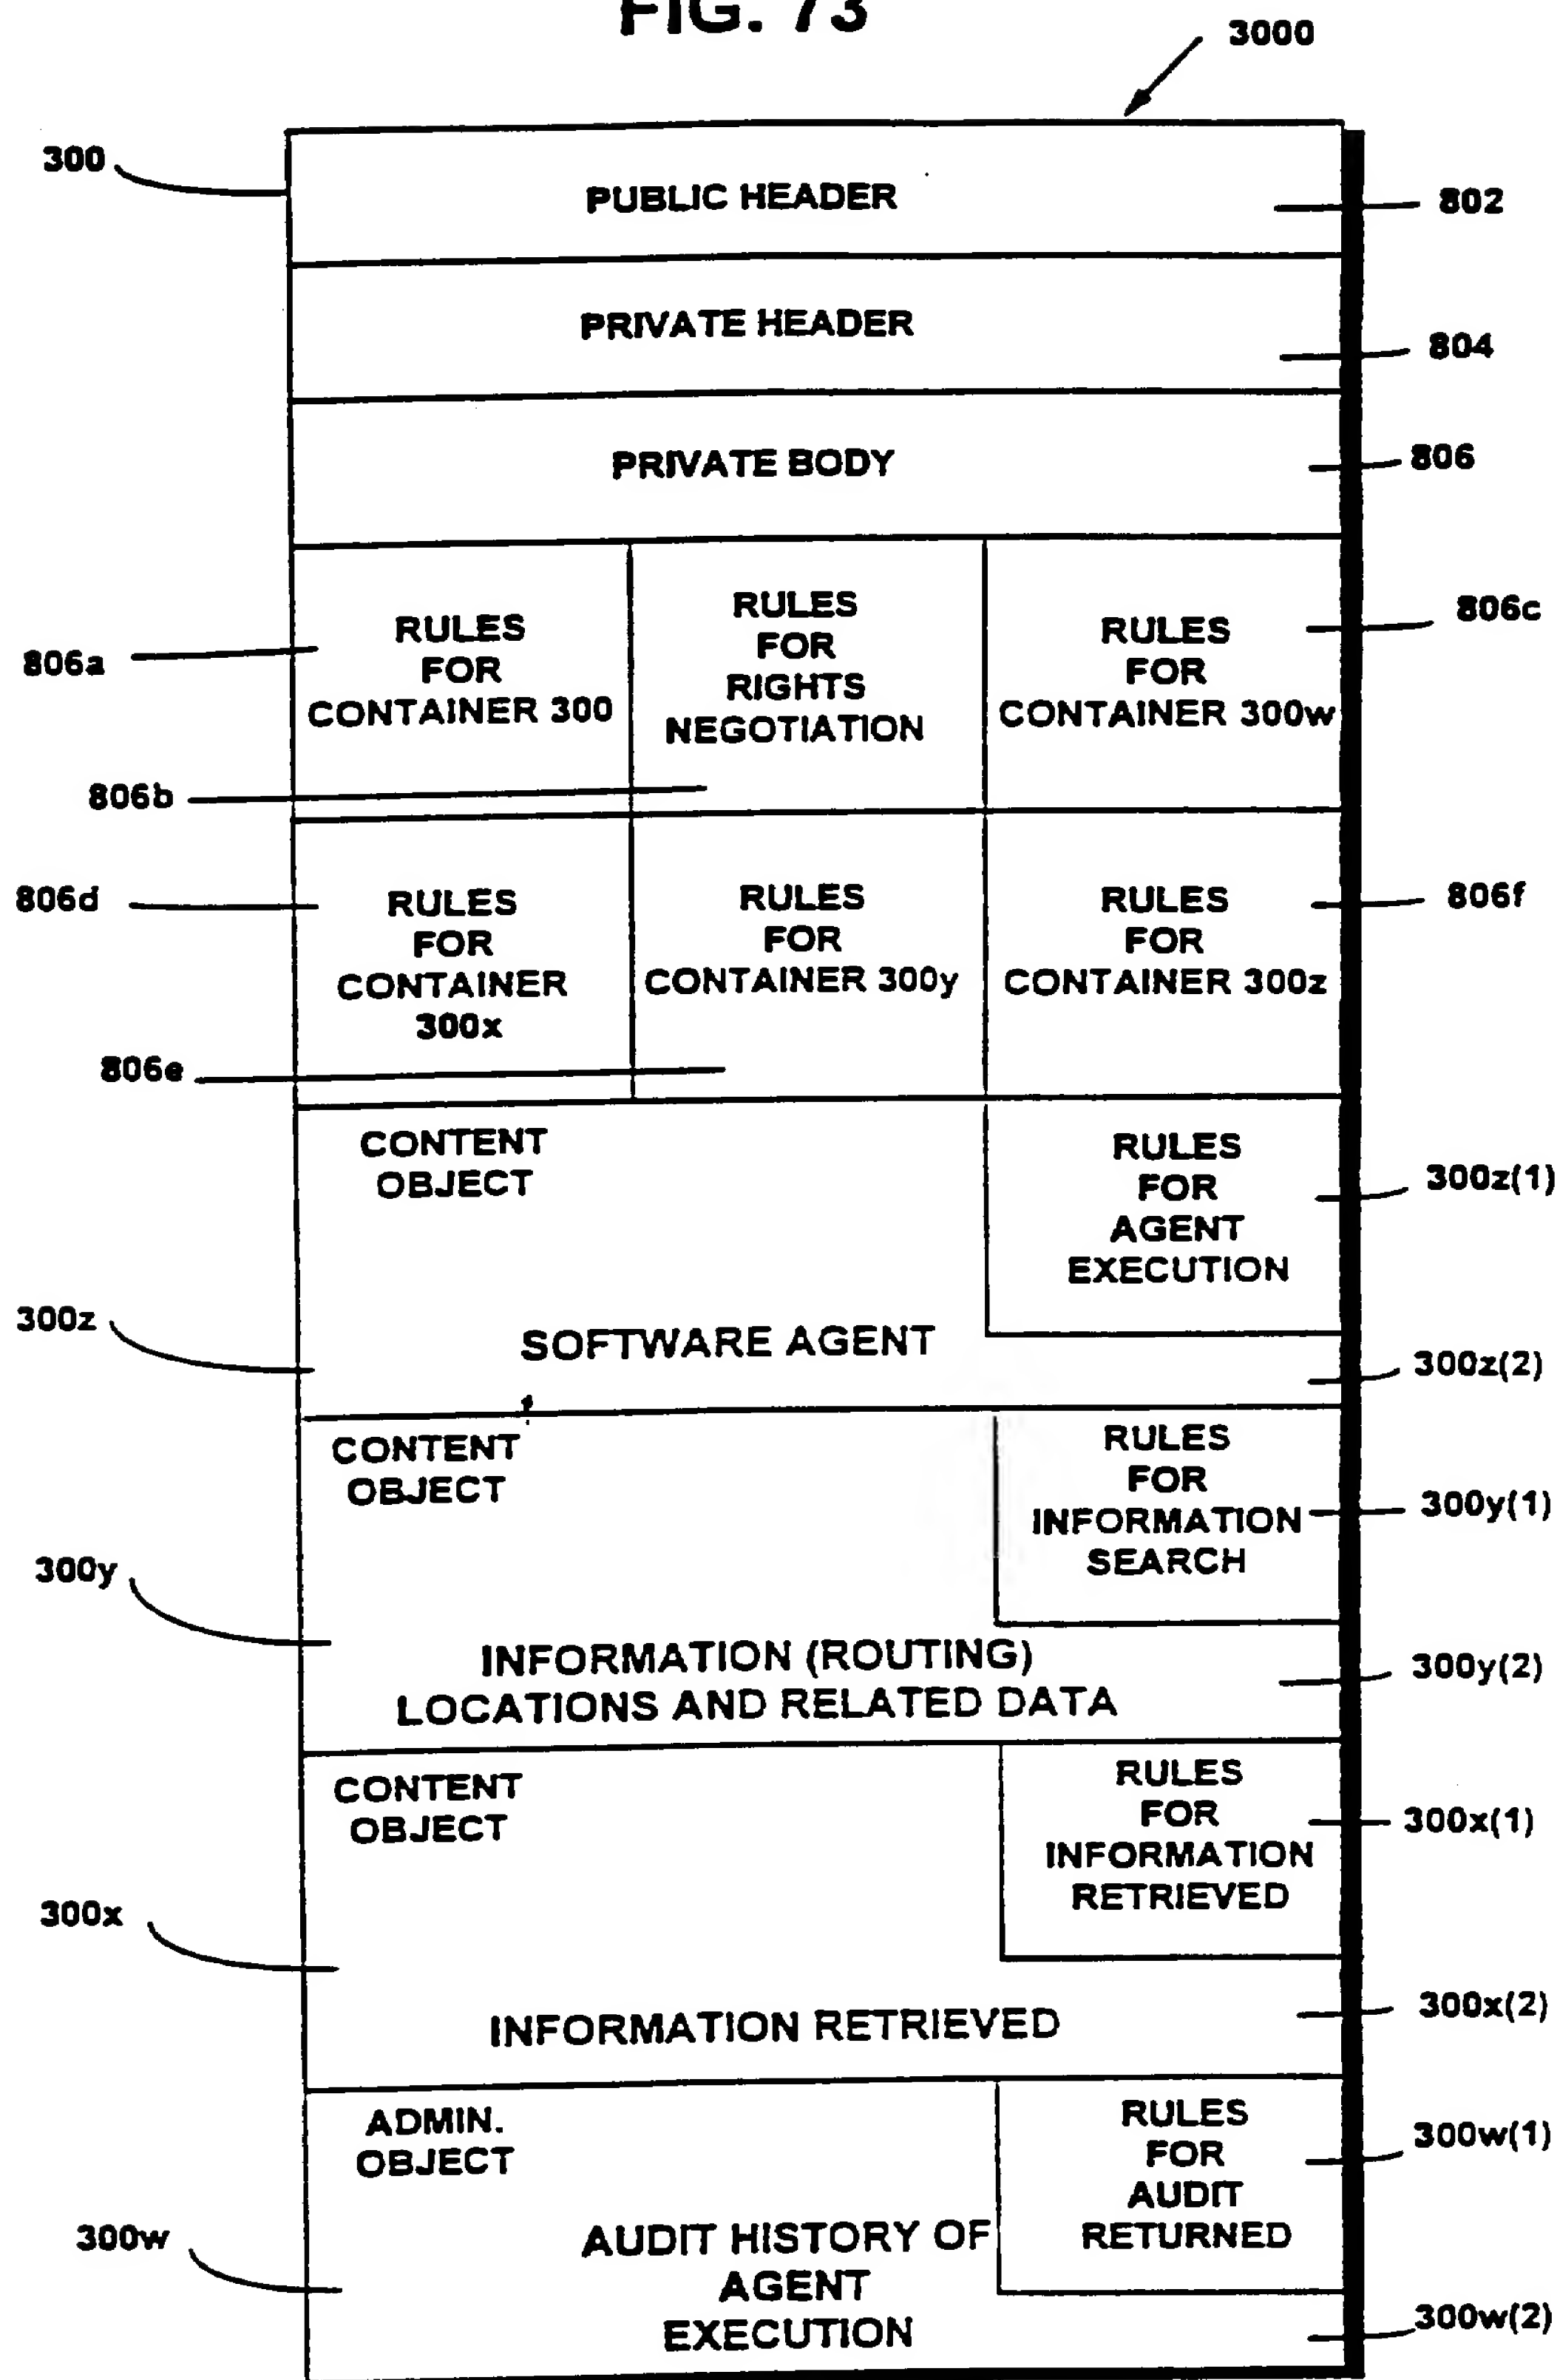 FIG. 73
3000
300
PUBLIC HEADER
802
PRIVATE HEADER
804
PRIVATE BODY
806
806a
RULES
FOR
CONTAINER 300
806b
RULES
FOR
RIGHTS
NEGOTIATION
RULES
FOR
CONTAINER 300w
806c
806d
RULES
FOR
CONTAINER
300x
806e
RULES
FOR
CONTAINER 300y
RULES
FOR
CONTAINER 300z
806f
CONTENT
OBJECT
RULES
FOR
AGENT
EXECUTION
300z(1)
300z
SOFTWARE AGENT
300z(2)
CONTENT
OBJECT
RULES
FOR
INFORMATION
SEARCH
300y(1)
300y
INFORMATION (ROUTING)
LOCATIONS AND RELATED DATA
300y(2)
CONTENT
OBJECT
RULES
FOR
INFORMATION
RETRIEVED
300x(1)
300x
INFORMATION RETRIEVED
300x(2)
ADMIN.
OBJECT
RULES
FOR
AUDIT
RETURNED
300w(1)
300w
AUDIT HISTORY OF
AGENT
EXECUTION
300w(2)